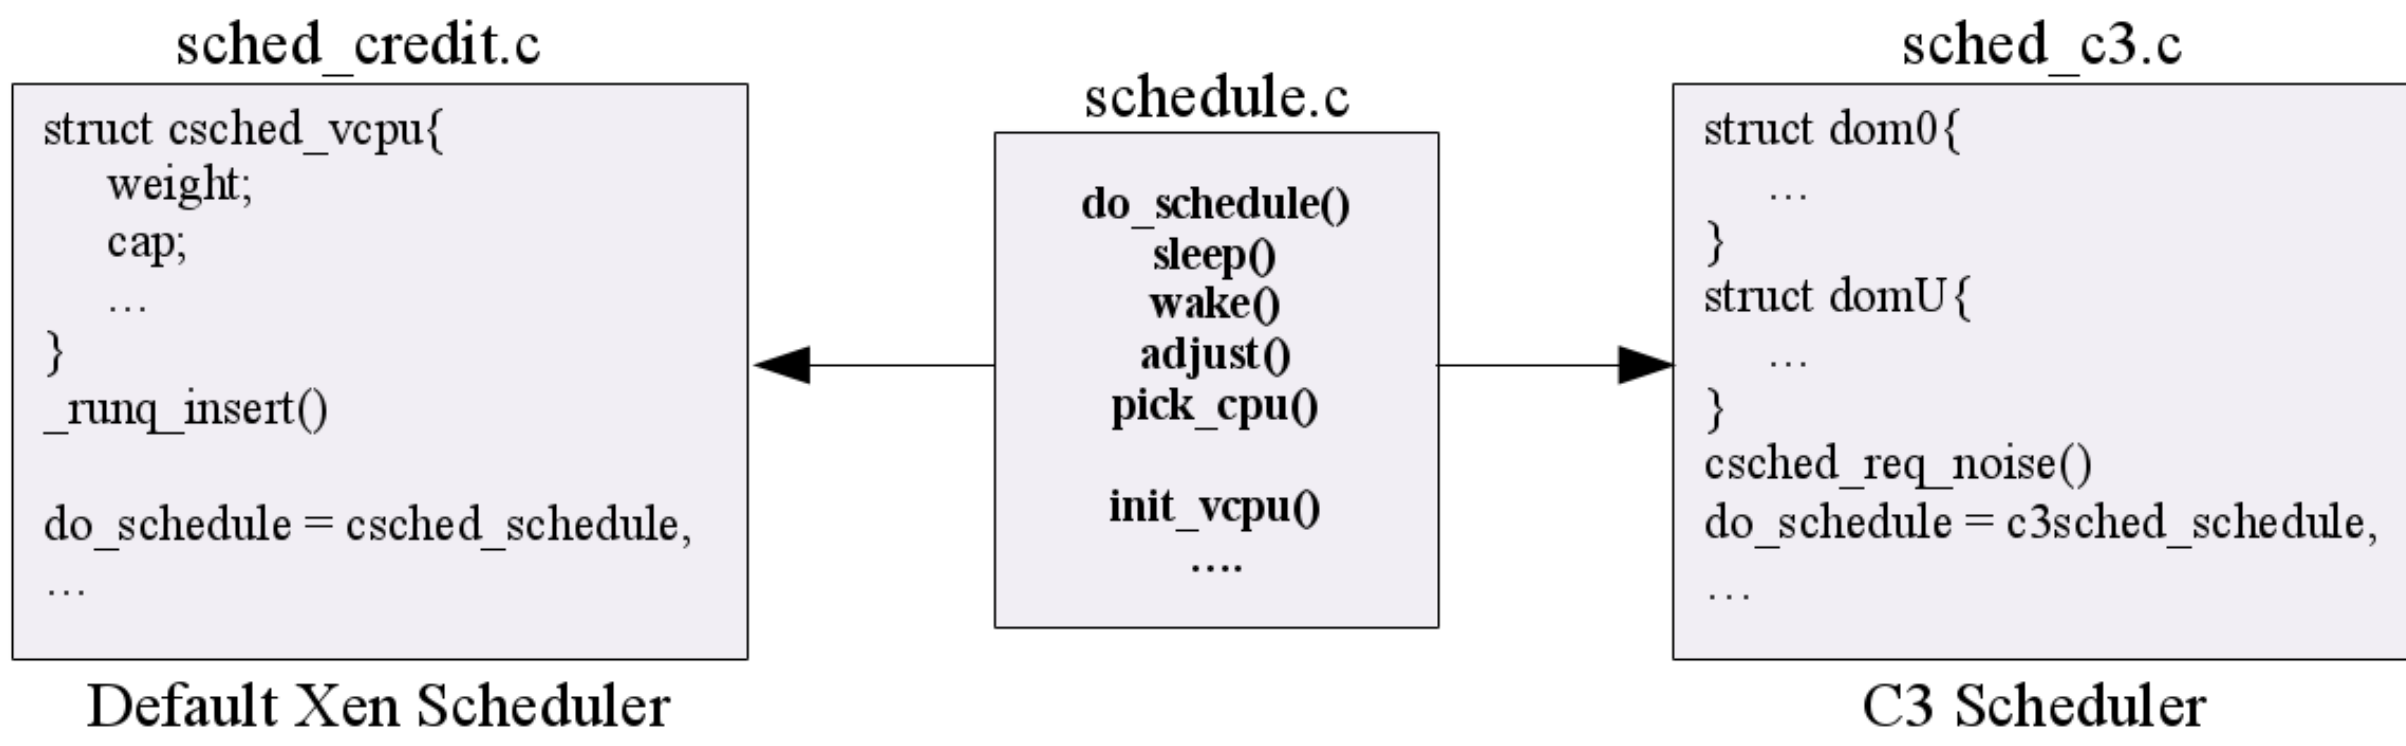 sched_credit.c
struct csched_vcpu{
weight;
cap;
...
}
_runq_insert()
do_schedule = csched_schedule,
...
Default Xen Scheduler
schedule.c
do_schedule()
sleep()
wake()
adjust()
pick_cpu()
init_vcpu()
....
sched_c3.c
struct dom0{
...
}
struct domU{
...
}
csched_req_noise()
do_schedule = c3sched_schedule,
...
C3 Scheduler